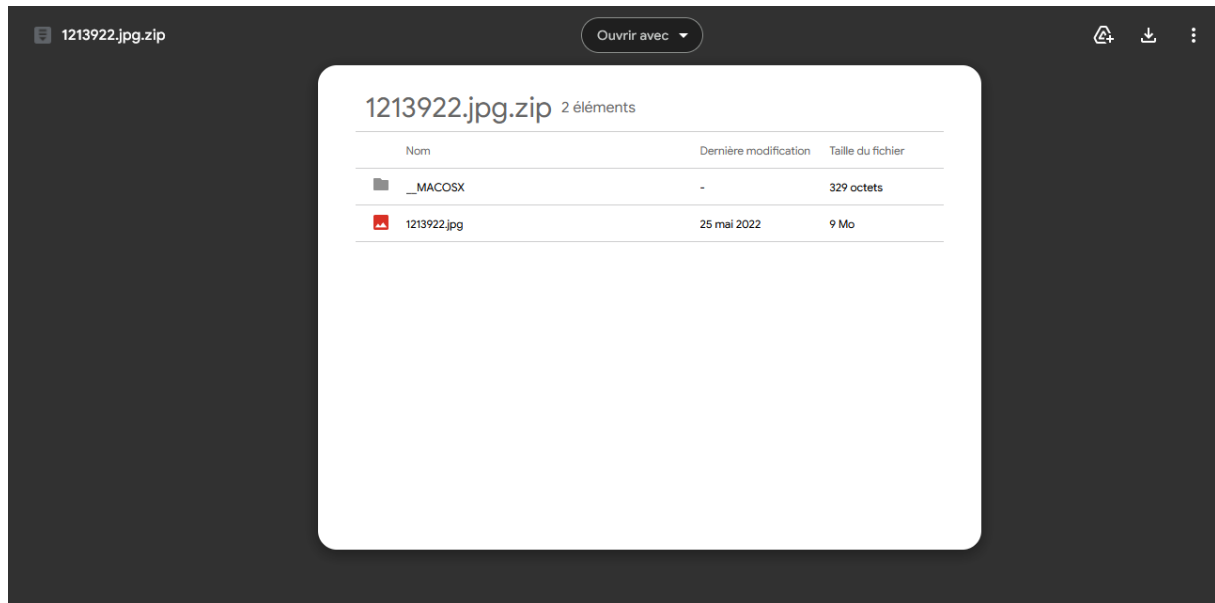 1213922.jpg.zip
Ouvrir avec
1213922.jpg.zip 2 éléments
Nom Dernière modification Taille du fichier
__MACOSX - 329 octets
1213922.jpg 25 mai 2022 9 Mo